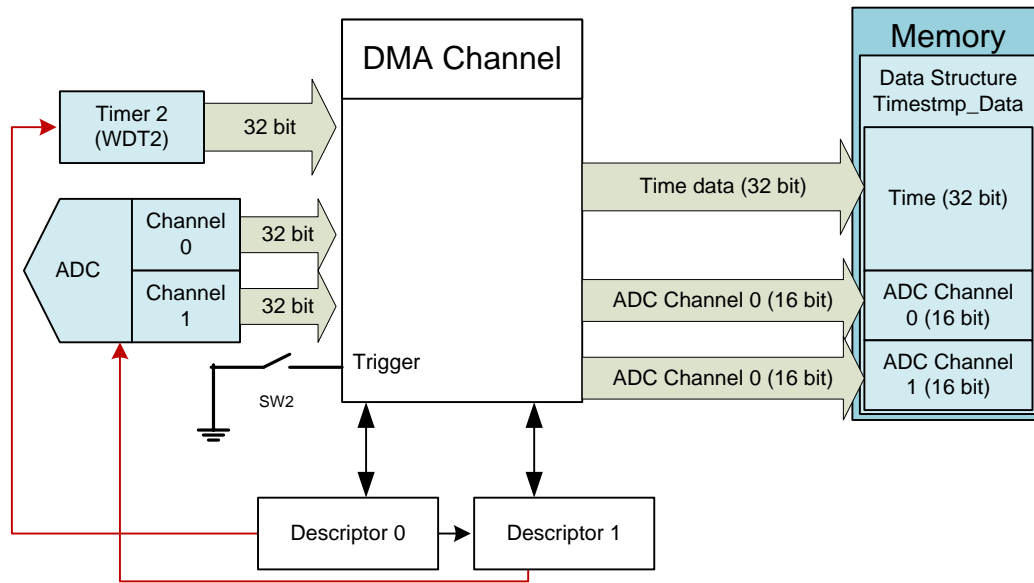 DMA Channel
Memory
Data Structure
Timestmp_Data
Timer 2
(WDT2)
32 bit
Time data (32 bit)
Time (32 bit)
ADC
Channel
0
32 bit
Channel
1
32 bit
ADC Channel 0 (16 bit)
ADC Channel
0 (16 bit)
Trigger
SW2
ADC Channel 0 (16 bit)
ADC Channel
1 (16 bit)
Descriptor 0
Descriptor 1